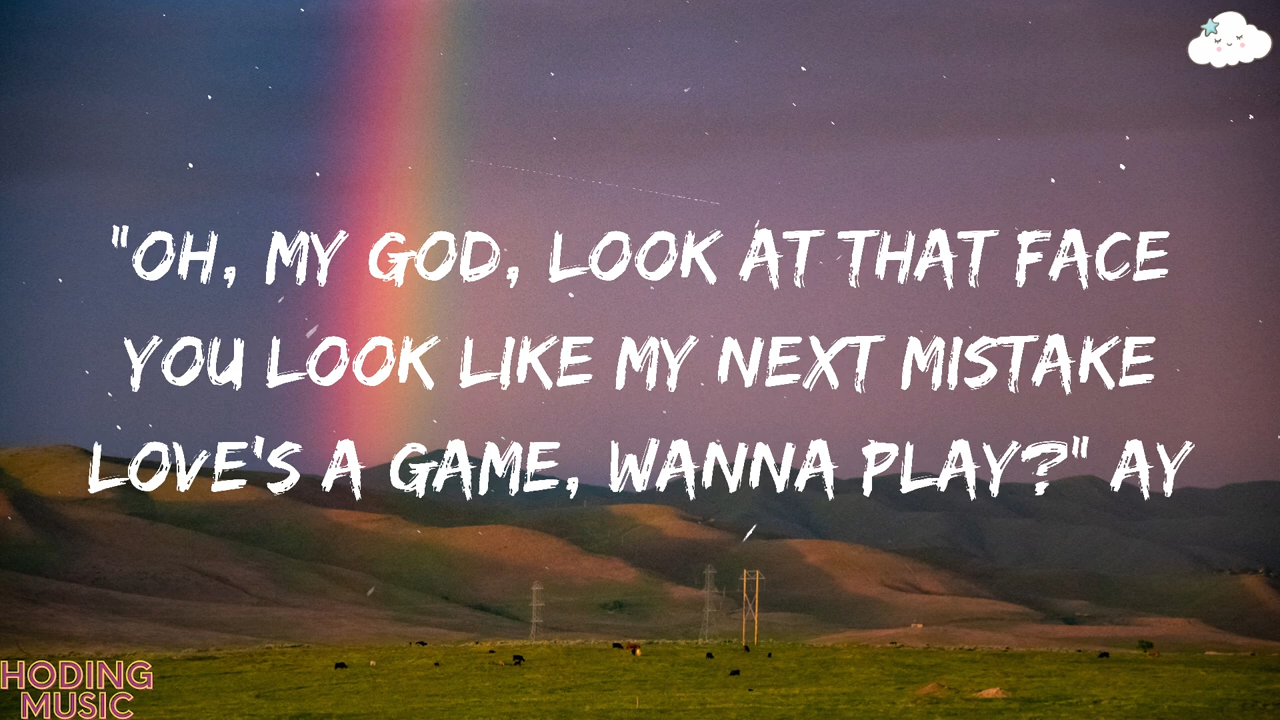 "OH, MY GOD, LOOK AT THAT FACE
YOU LOOK LIKE MY NEXT MISTAKE
LOVE'S A GAME, WANNA PLAY?" AY
HODING
MUSIC